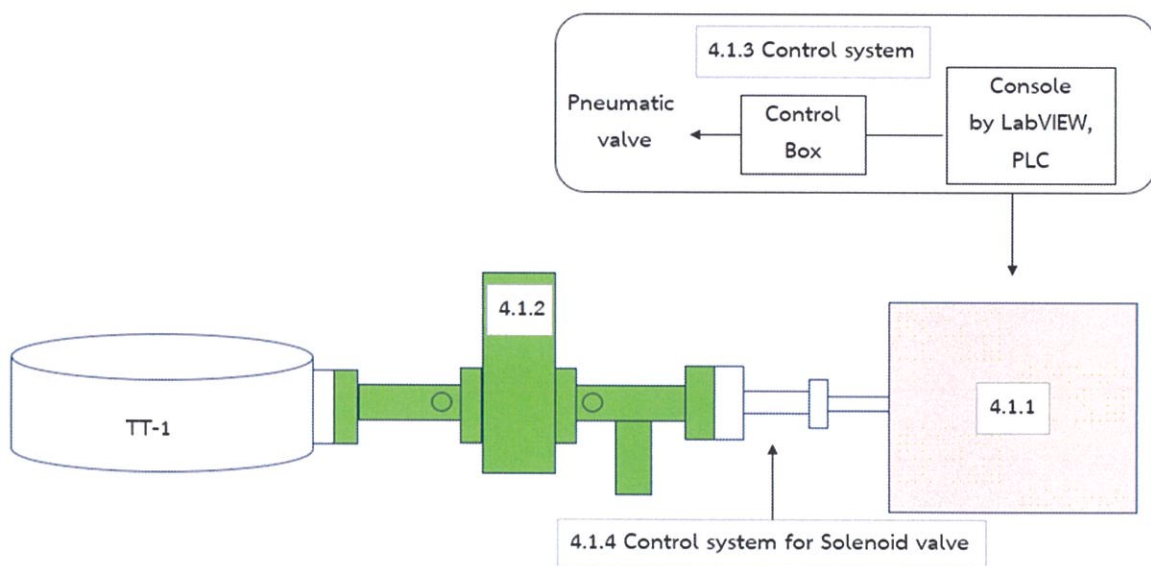 4.1.3 Control system
Console
by LabVIEW,
PLC
Control
Box
Pneumatic
valve
4.1.2
TT-1
4.1.1
4.1.4 Control system for Solenoid valve